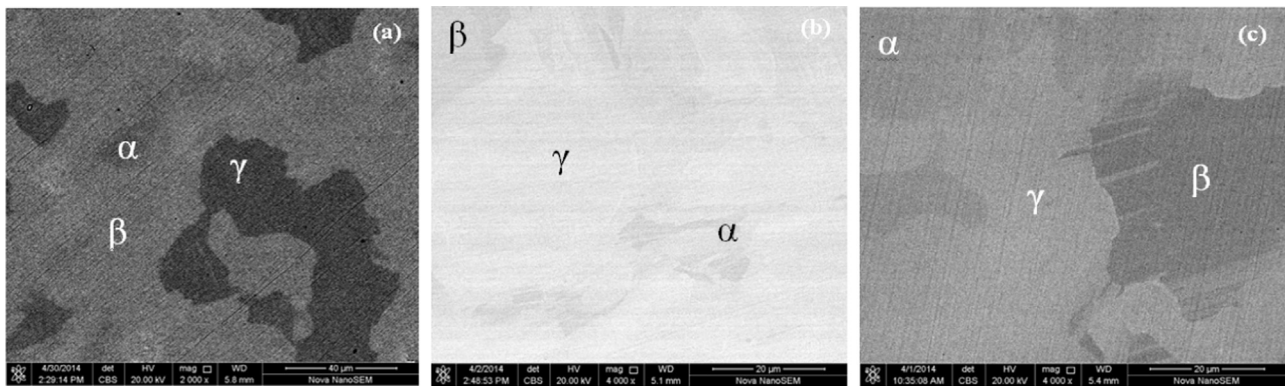 (a)
α
γ
β
4/30/2014 det HV mag □ WD 40 μm
2:29:14 PM CBS 20.00 kV 2 000 x 5.8 mm Nova NanoSEM
(b)
β
γ
α
4/2/2014 det HV mag □ WD 20 μm
2:48:53 PM CBS 20.00 kV 4 000 x 5.1 mm Nova NanoSEM
(c)
α
β
γ
4/1/2014 det HV mag □ WD 20 μm
10:35:08 AM CBS 20.00 kV 4 000 x 5.4 mm Nova NanoSEM